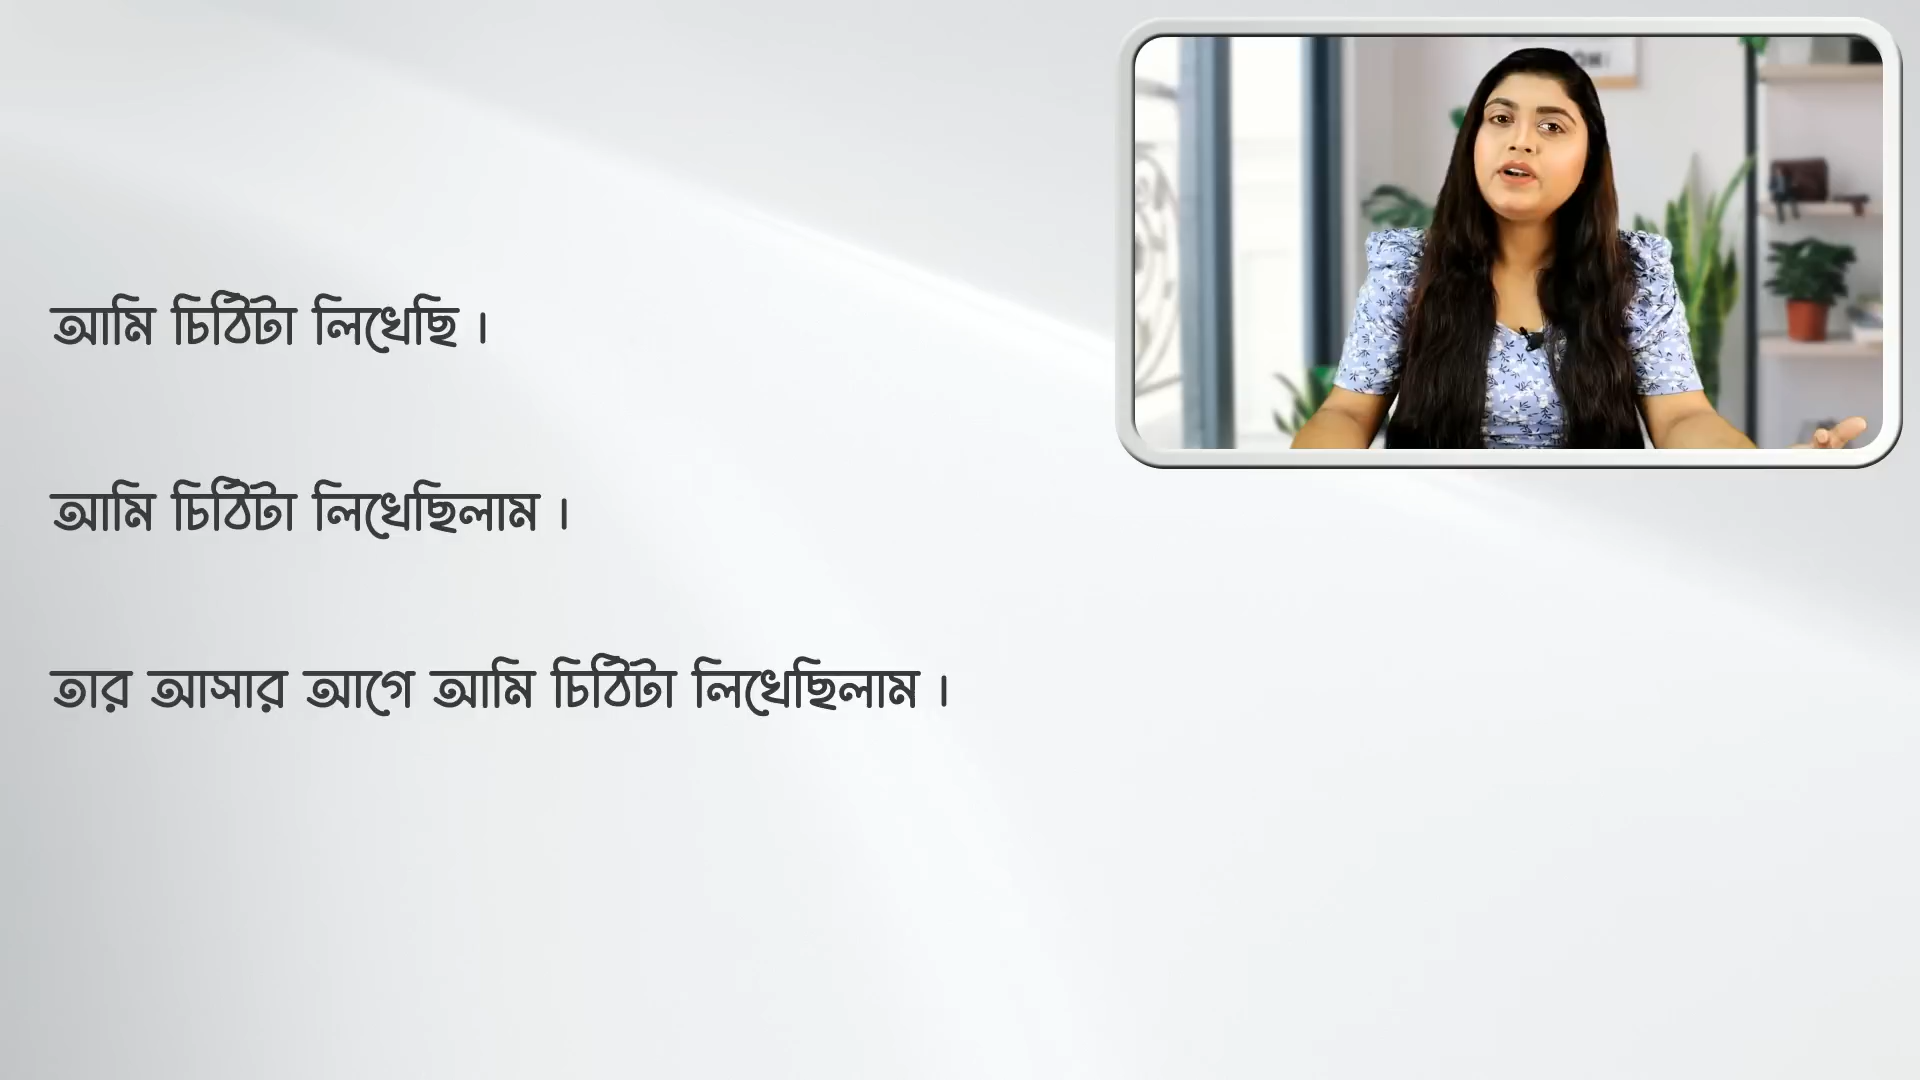 আমি চিঠিটা লিখেছি ।
আমি চিঠিটা লিখেছিলাম ।
তার আসার আগে আমি চিঠিটা লিখেছিলাম ।